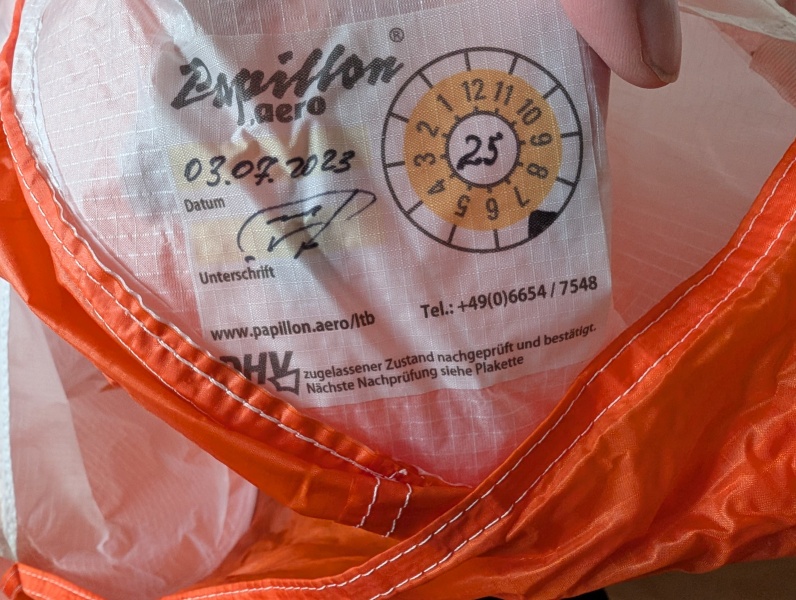 Papillon®
.aero
03.07.2023
Datum
Unterschrift
12 11 10 9 8 7 6 5 4 3 2 1
25
www.papillon.aero/ltb
Tel.: +49(0)6654 / 7548
DHV
zugelassener Zustand nachgeprüft und bestätigt.
Nächste Nachprüfung siehe Plakette